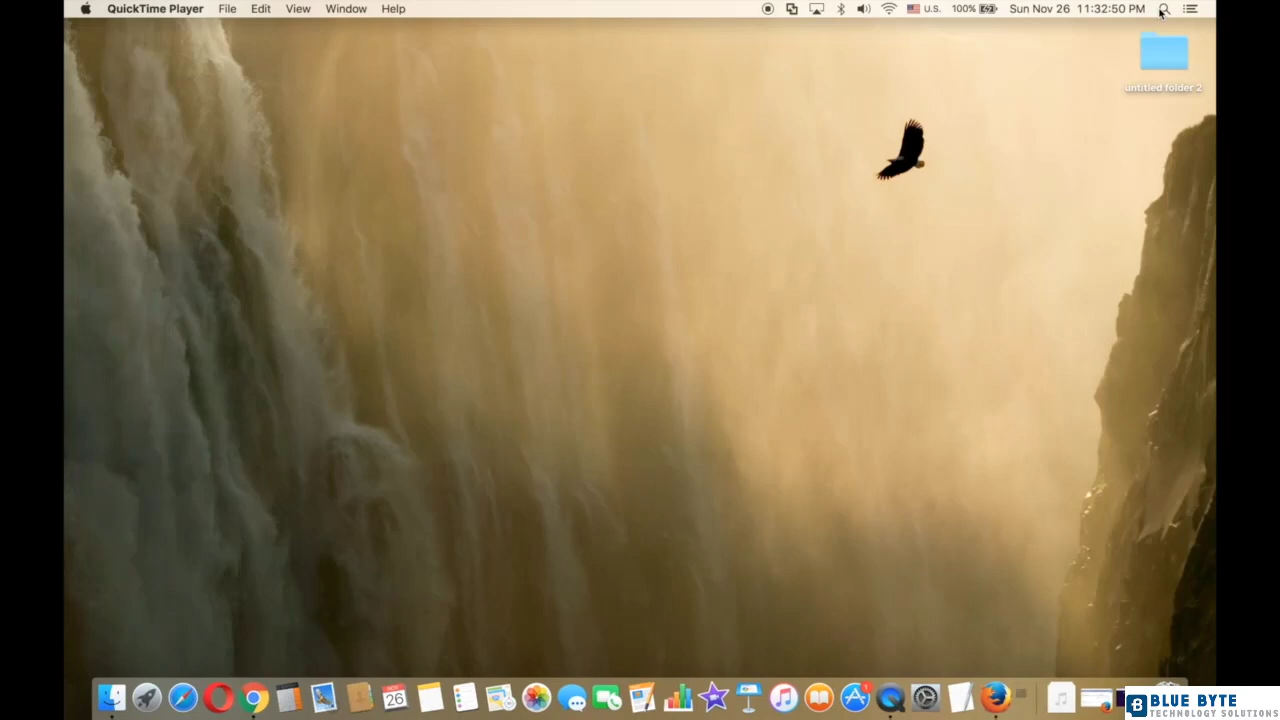 QuickTime Player File Edit View Window Help U.S. 100% Sun Nov 26 11:32:50 PM
untitled folder 2
26
BLUE BYTE
TECHNOLOGY SOLUTIONS